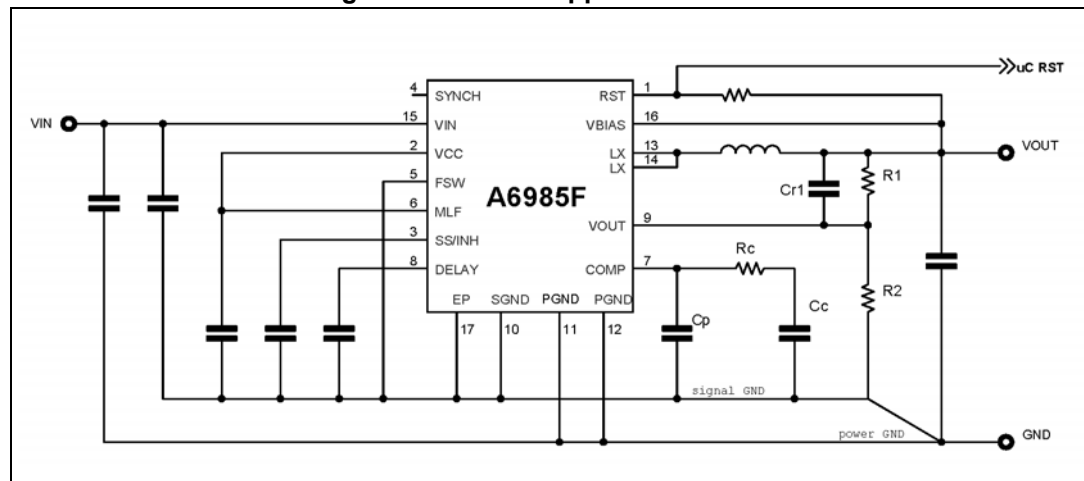 uC RST
4
SYNCH
RST
1
VIN
15
VIN
VBIAS
16
2
VCC
LX
13
VOUT
LX
14
5
FSW
A6985F
Cr1
R1
6
MLF
VOUT
9
3
SS/INH
Rc
8
DELAY
COMP
7
EP
SGND
PGND
PGND
R2
17
10
11
12
Cp
Cc
signal GND
power GND
GND